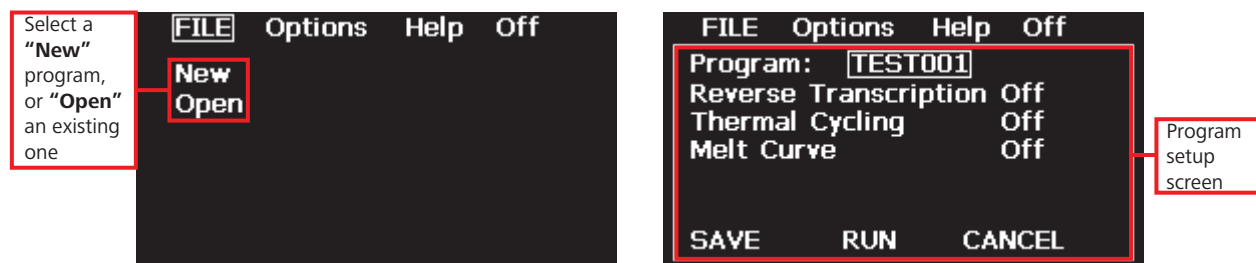 Select a
“New”
program,
or “Open”
an existing
one
FILE Options Help Off
New
Open
FILE Options Help Off
Program: TEST001
Reverse Transcription Off
Thermal Cycling Off
Melt Curve Off
SAVE RUN CANCEL
Program
setup
screen